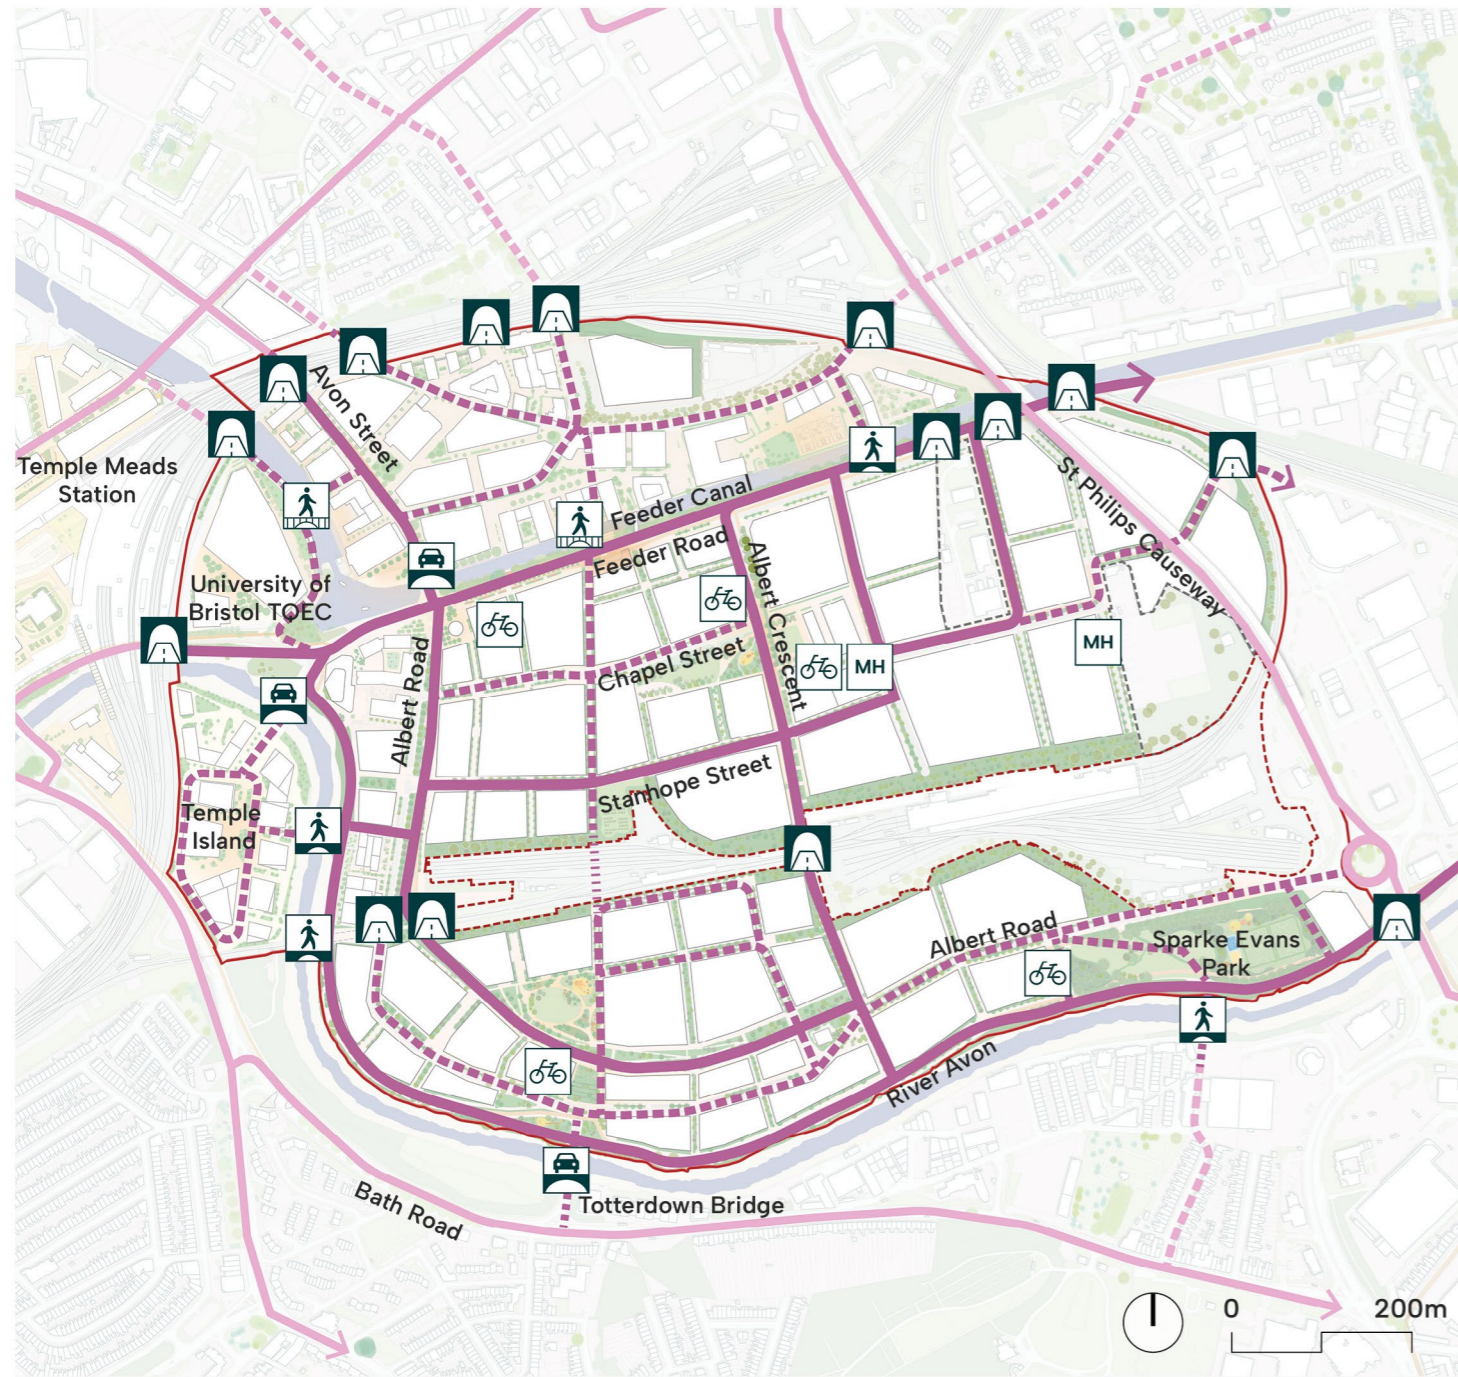 Avon Street
Temple Meads
Station
Feeder Canal
St Philips Causeway
Feeder Road
University of
Bristol TQEC
Albert Crescent
Chapel Street
MH
MH
Albert Road
Stanhope Street
Temple
Island
Albert Road
Sparke Evans
Park
River Avon
Bath Road
Totterdown Bridge
0 200m